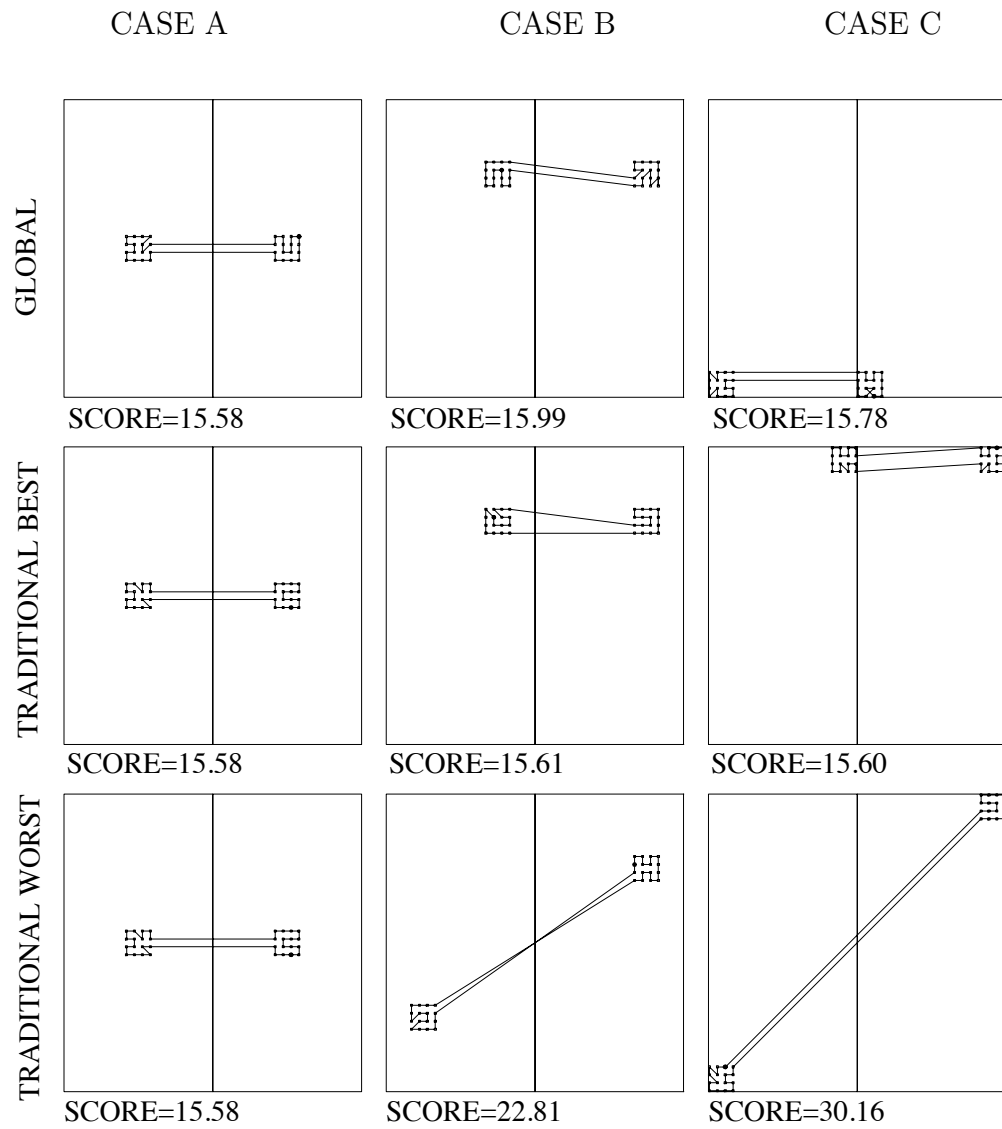 CASE A
CASE B
CASE C
GLOBAL
SCORE=15.58
SCORE=15.99
SCORE=15.78
TRADITIONAL BEST
SCORE=15.58
SCORE=15.61
SCORE=15.60
TRADITIONAL WORST
SCORE=15.58
SCORE=22.81
SCORE=30.16